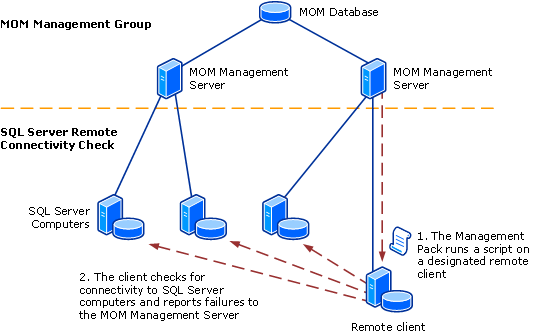 MOM Database
MOM Management Group
MOM Management
Server
MOM Management
Server
SQL Server Remote
Connectivity Check
SQL Server
Computers
1. The Management
Pack runs a script on
a designated remote
client
2. The client checks for
connectivity to SQL Server
computers and reports failures to
the MOM Management Server
Remote client